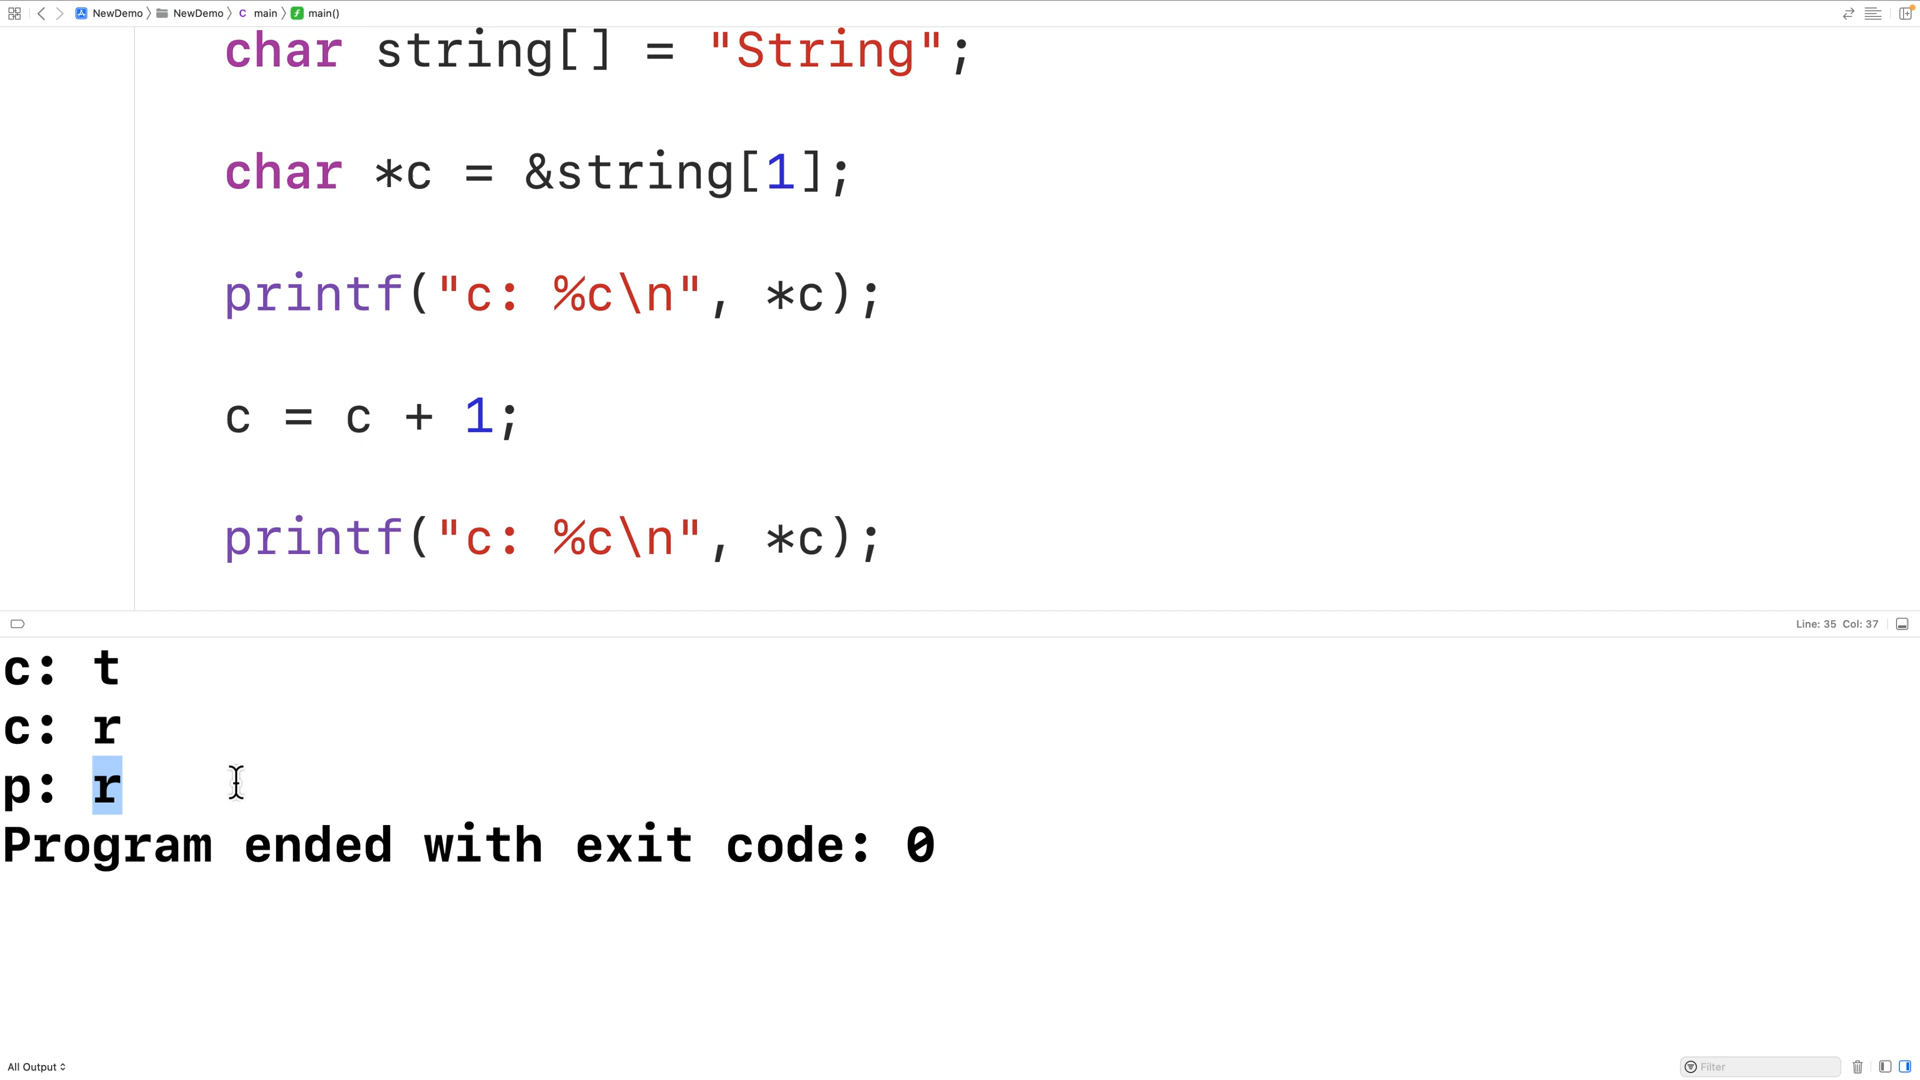 NewDemo NewDemo C main f main()
char string[] = "String";
char *c = &string[1];
printf("c: %c\n", *c);
c = c + 1;
printf("c: %c\n", *c);
Line: 35 Col: 37
c: t
c: r
p: r
Program ended with exit code: 0
All Output Filter